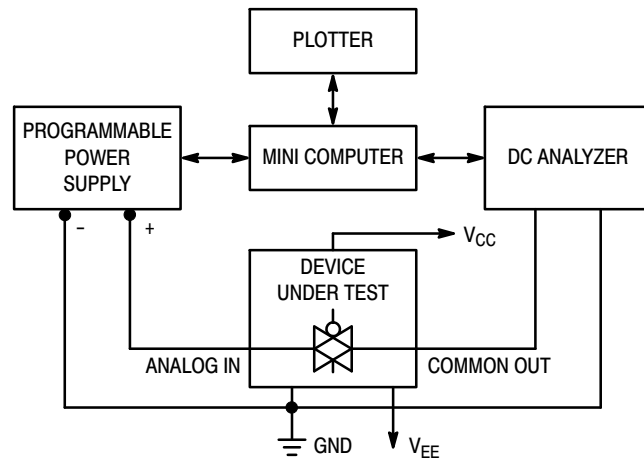 PLOTTER
PROGRAMMABLE
POWER
SUPPLY
MINI COMPUTER
DC ANALYZER
− +
VCC
DEVICE
UNDER TEST
ANALOG IN
COMMON OUT
GND
VEE